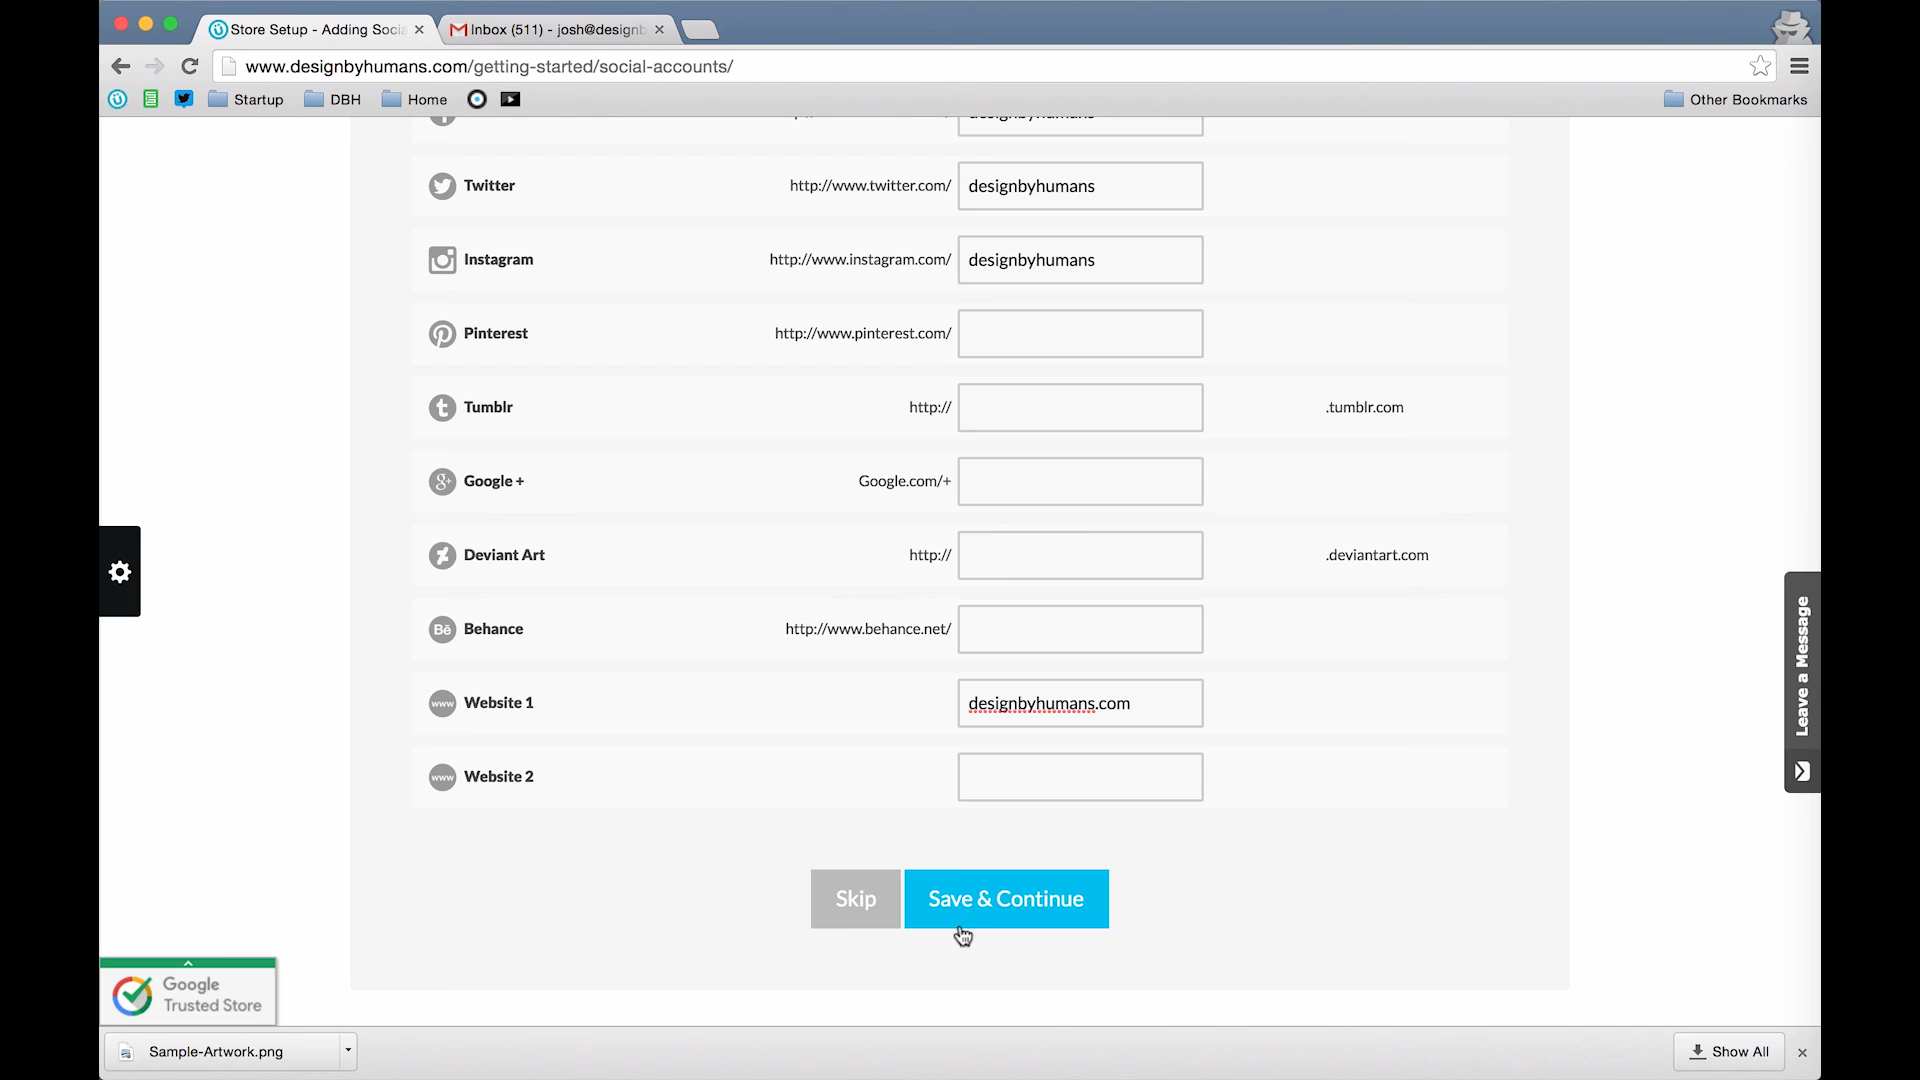 Store Setup - Adding Socia
Inbox (511) - josh@designb
www.designbyhumans.com/getting-started/social-accounts/
Startup
DBH
Home
Other Bookmarks
designbyhumans
Twitter http://www.twitter.com/ designbyhumans
Instagram http://www.instagram.com/ designbyhumans
Pinterest http://www.pinterest.com/
Tumblr http:// .tumblr.com
Google + Google.com/+
Deviant Art http:// .deviantart.com
Behance http://www.behance.net/
Website 1 designbyhumans.com
Website 2
Skip
Save & Continue
Leave a Message
Google
Trusted Store
Sample-Artwork.png
Show All